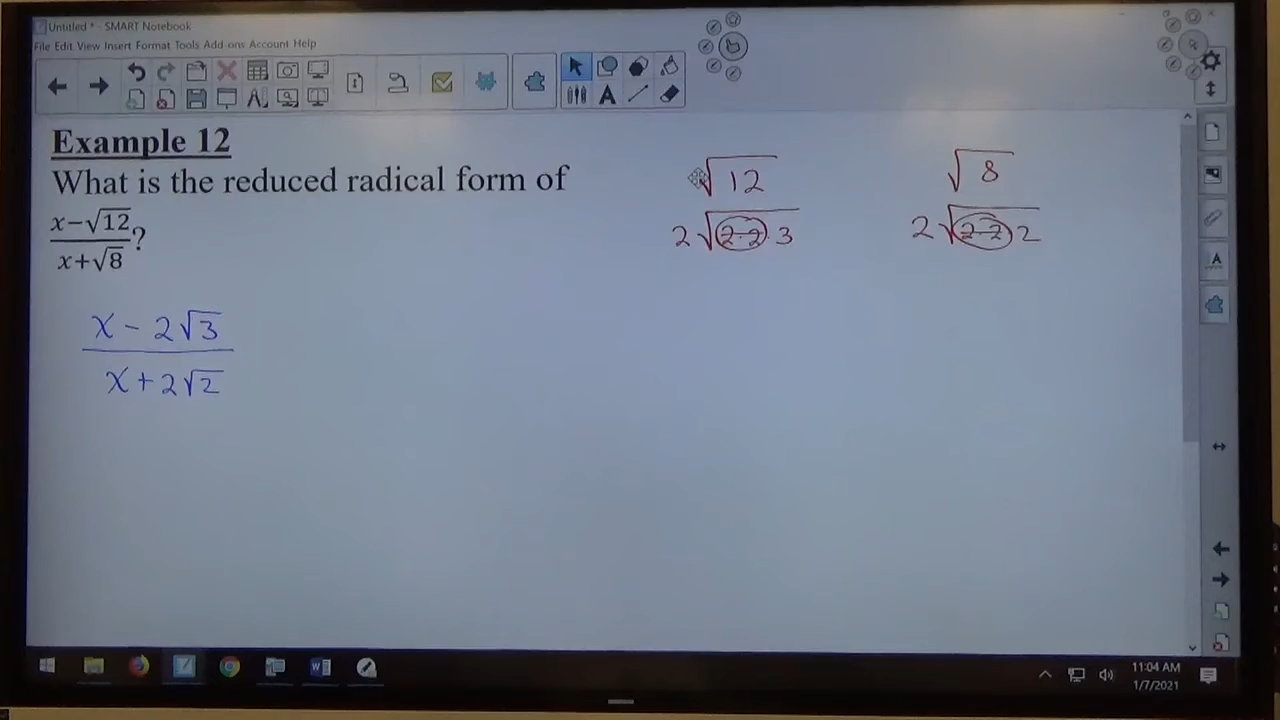 Untitled * - SMART Notebook
File Edit View Insert Format Tools Add-ons Account Help
Example 12
What is the reduced radical form of
x−√12
x+√8
?
x − 2√3
x + 2√2
√12
2√2·2·3
√8
2√2·2·2
11:04 AM
1/7/2021